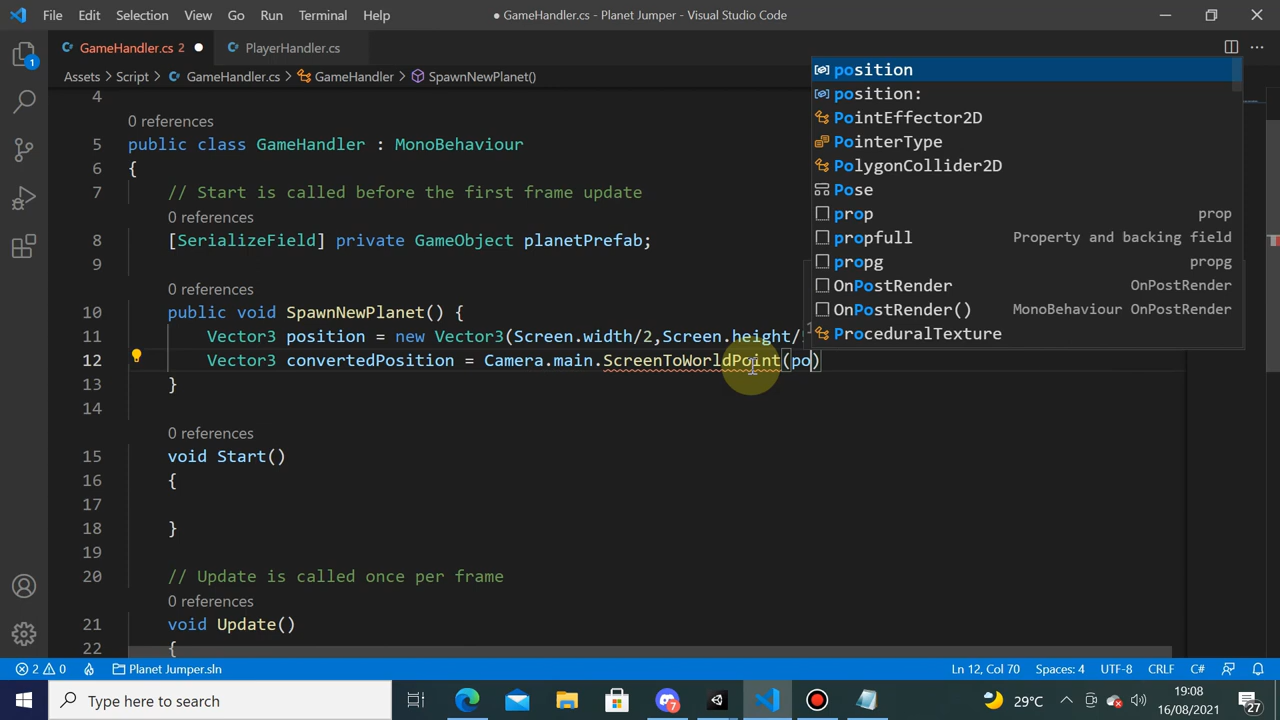 File Edit Selection View Go Run Terminal Help
● GameHandler.cs - Planet Jumper - Visual Studio Code
GameHandler.cs 2 ●
PlayerHandler.cs
Assets > Script > GameHandler.cs > GameHandler > SpawnNewPlanet()
1
4
0 references
5 public class GameHandler : MonoBehaviour
6 {
7 // Start is called before the first frame update
0 references
8 [SerializeField] private GameObject planetPrefab;
9
0 references
10 public void SpawnNewPlanet() {
11 Vector3 position = new Vector3(Screen.width/2,Screen.height/
12 Vector3 convertedPosition = Camera.main.ScreenToWorldPoint(po)
13 }
14
0 references
15 void Start()
16 {
17
18 }
19
20 // Update is called once per frame
0 references
21 void Update()
22 {
position
position:
PointEffector2D
PointerType
PolygonCollider2D
Pose
prop prop
propfull Property and backing field
propg propg
OnPostRender OnPostRender
OnPostRender() MonoBehaviour OnPostRender
ProceduralTexture
2 0 Planet Jumper.sln
Ln 12, Col 70 Spaces: 4 UTF-8 CRLF C#
Type here to search
7
29°C
19:08
16/08/2021
27